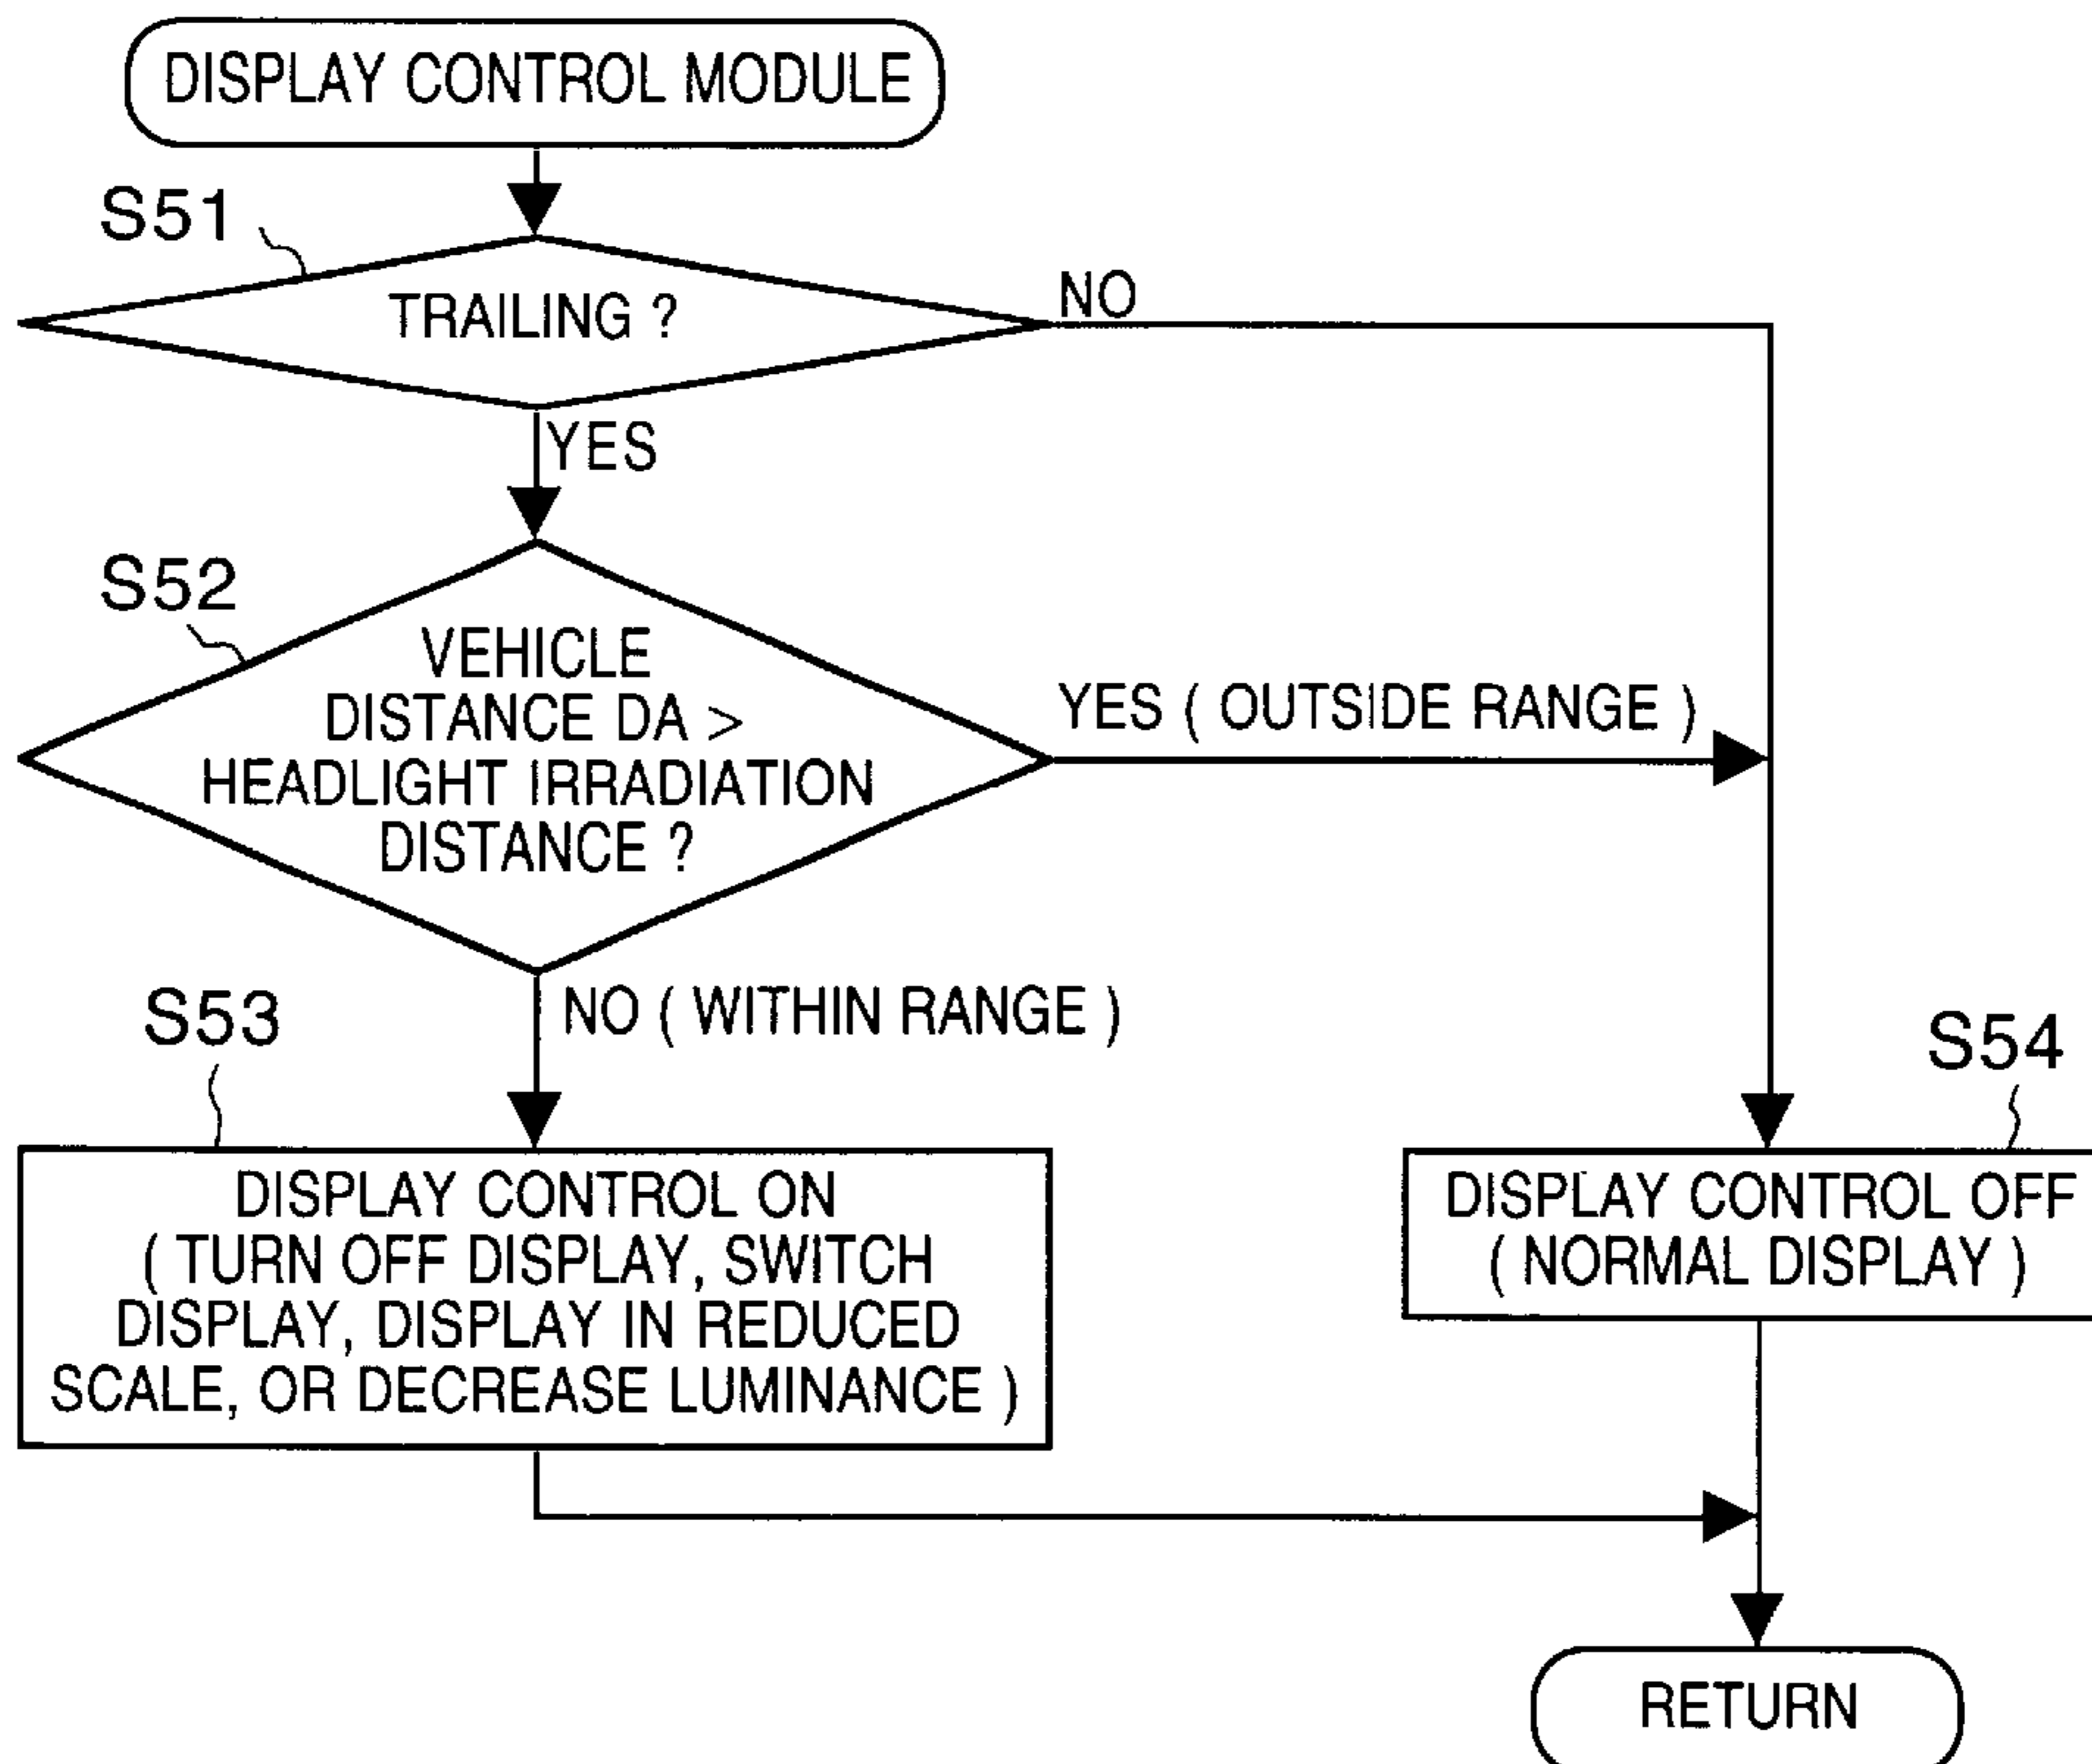 DISPLAY CONTROL MODULE
S51
TRAILING ?
NO
YES
S52
VEHICLE
DISTANCE DA >
HEADLIGHT IRRADIATION
DISTANCE ?
YES ( OUTSIDE RANGE )
NO ( WITHIN RANGE )
S53
DISPLAY CONTROL ON
( TURN OFF DISPLAY, SWITCH
DISPLAY, DISPLAY IN REDUCED
SCALE, OR DECREASE LUMINANCE )
S54
DISPLAY CONTROL OFF
( NORMAL DISPLAY )
RETURN